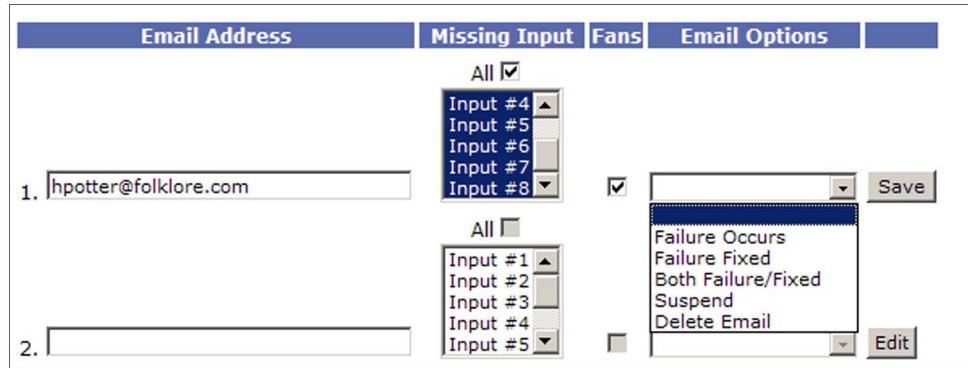 Email Address Missing Input Fans Email Options
All
Input #4
Input #5
Input #6
Input #7
Input #8
1. hpotter@folklore.com
Save
Failure Occurs
Failure Fixed
Both Failure/Fixed
Suspend
Delete Email
All
Input #1
Input #2
Input #3
Input #4
Input #5
2.
Edit